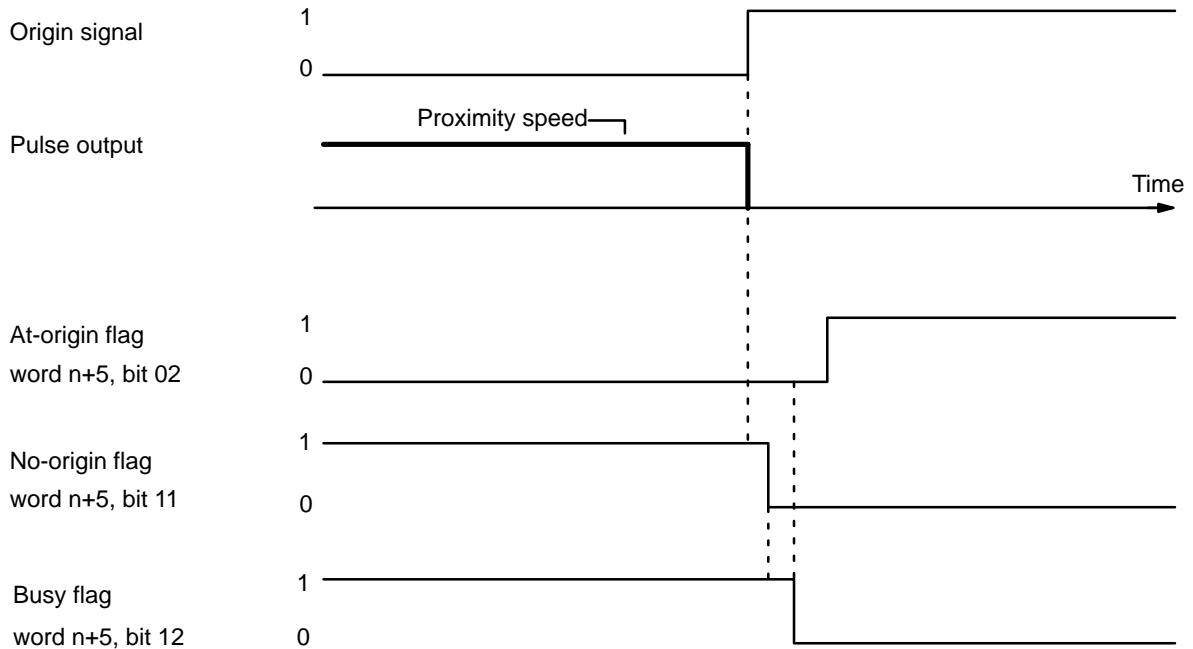 1
Origin signal
0
Proximity speed
Pulse output
Time
1
At-origin flag
word n+5, bit 02
0
1
No-origin flag
word n+5, bit 11
0
1
Busy flag
word n+5, bit 12
0